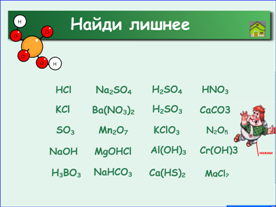 Найди лишнее
H
H
HCl Na₂SO₄ H₂SO₄ HNO₃
KCl Ba(NO₃)₂ H₂SO₃ CaCO3
SO₃ Mn₂O₇ KClO₃ N₂O₅
NaOH MgOHCl Al(OH)₃ Cr(OH)3
H₃BO₃ NaHCO₃ Ca(HS)₂ MaCl₂